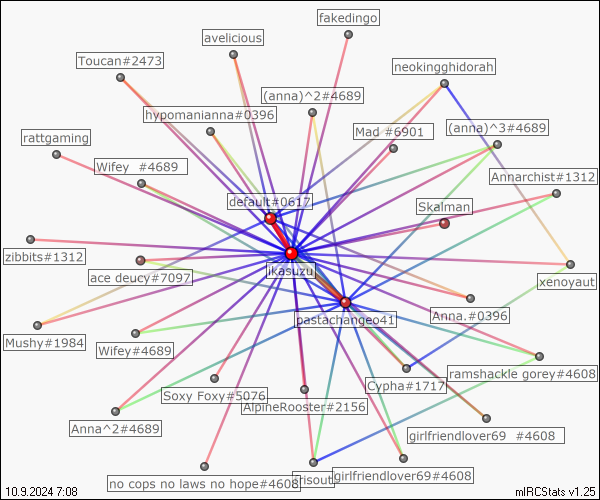 fakedingo
avelicious
Toucan#2473
neokingghidorah
(anna)^2#4689
hypomanianna#0396
Mad #6901
(anna)^3#4689
rattgaming
Wifey #4689
Annarchist#1312
default#0617
Skalman
zibbits#1312
ikasuzu
ace deucy#7097
xenoyaut
Anna.#0396
pastachangeo41
Mushy#1984
Wifey#4689
ramshackle gorey#4608
Cypha#1717
Soxy Foxy#5076
AlpineRooster#2156
Anna^2#4689
girlfriendlover69 #4608
no cops no laws no hope#4608
risout
girlfriendlover69#4608
10.9.2024 7:08
mIRCStats v1.25